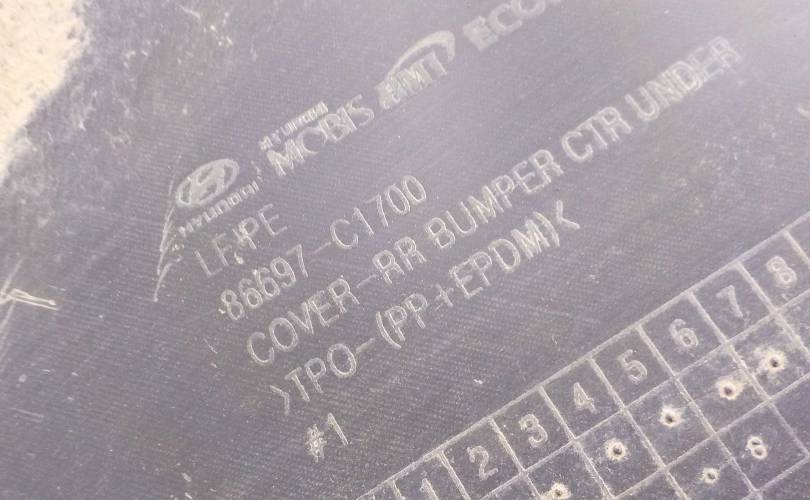 HYUNDAI
HYUNDAI
MOBIS
ECO
LF-PE
86697-C1700
COVER-RR BUMPER CTR UNDER
>TPO-(PP+EPDM)<
#1
1 2 3 4 5 6 7 8